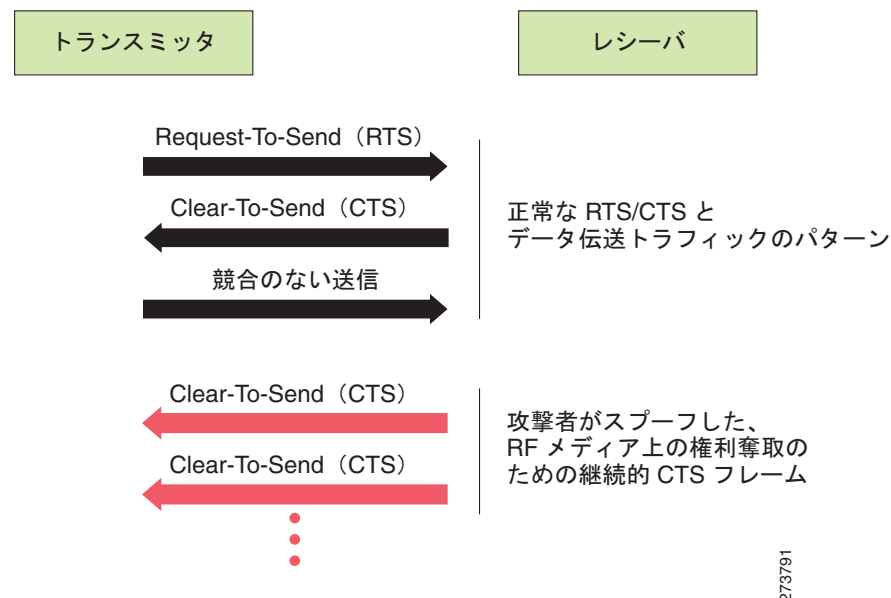 トランスミッタ
レシーバ
Request-To-Send（RTS）
Clear-To-Send（CTS）
競合のない送信
正常な RTS/CTS と
データ伝送トラフィックのパターン
Clear-To-Send（CTS）
Clear-To-Send（CTS）
攻撃者がスプーフした、
RF メディア上の権利奪取の
ための継続的 CTS フレーム
273791